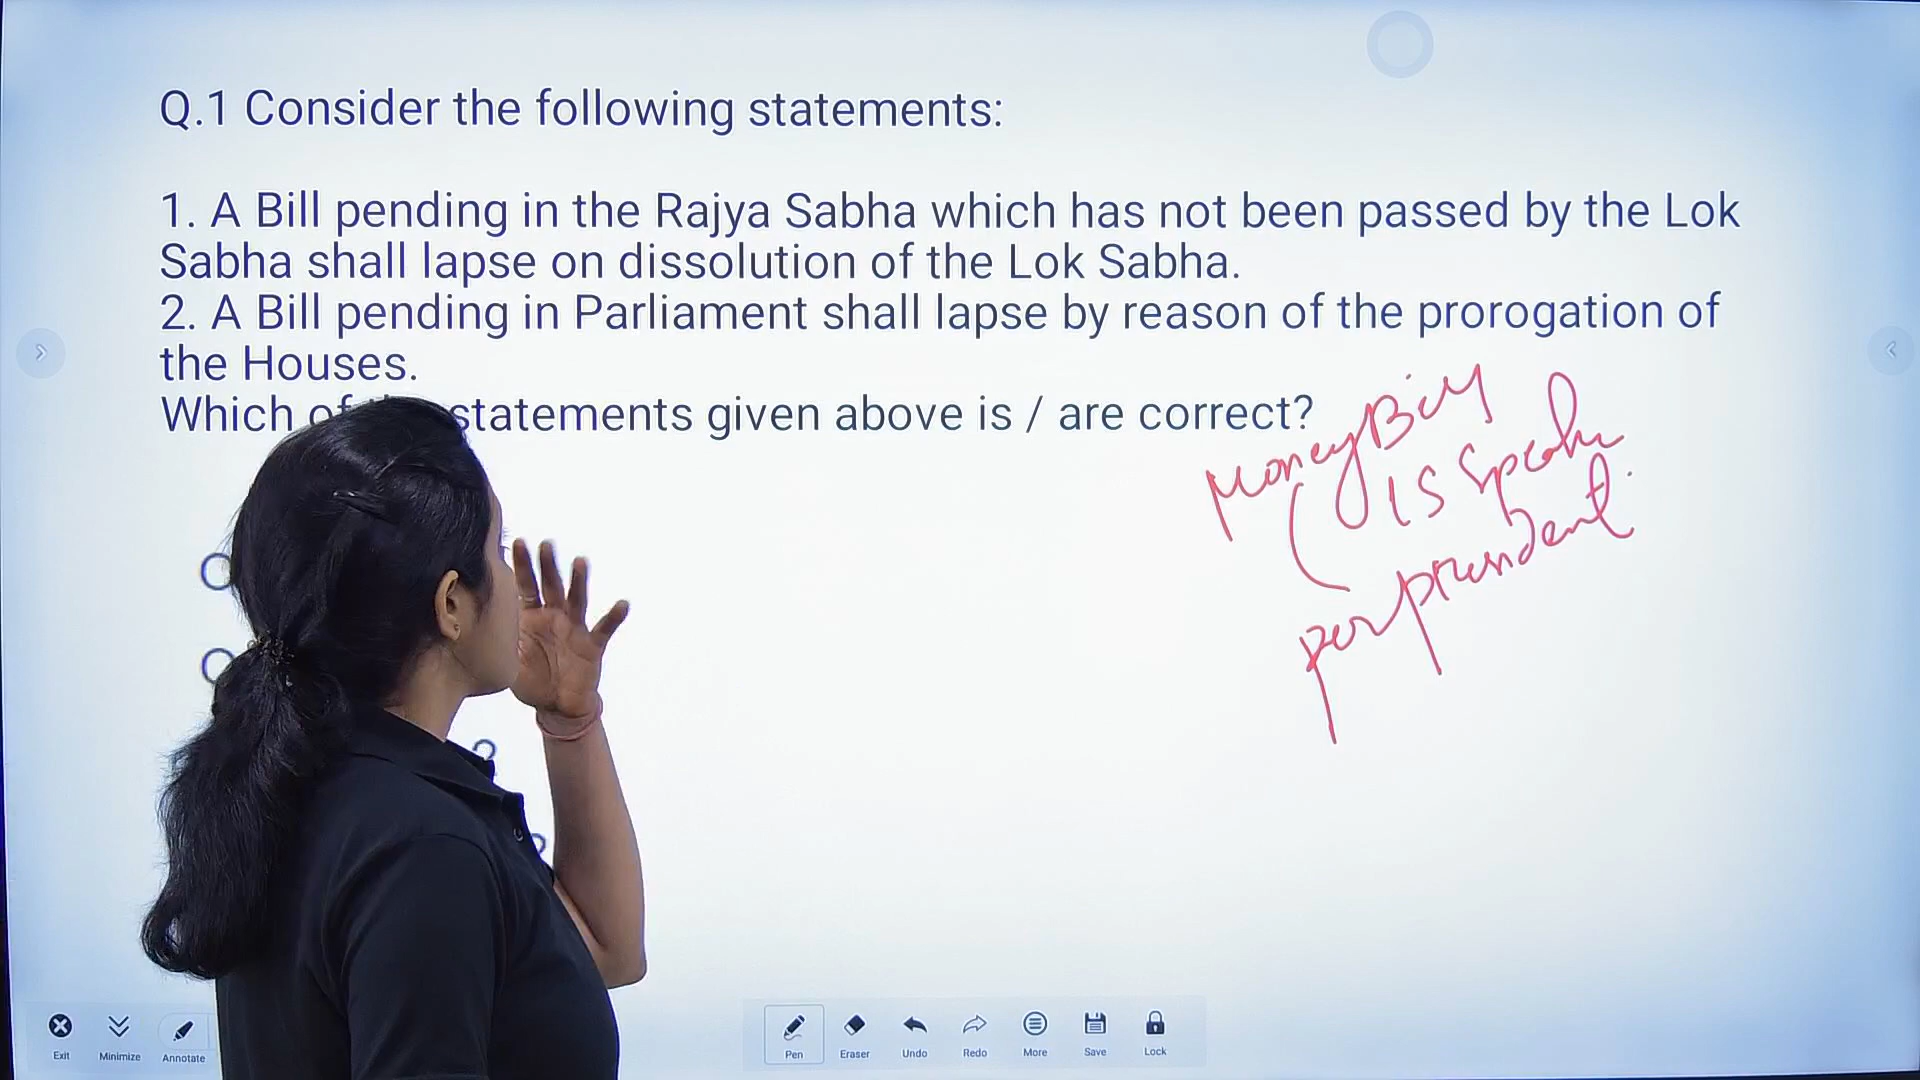 Q.1 Consider the following statements:
1. A Bill pending in the Rajya Sabha which has not been passed by the Lok
Sabha shall lapse on dissolution of the Lok Sabha.
2. A Bill pending in Parliament shall lapse by reason of the prorogation of
the Houses.
Which of statements given above is / are correct?
Money Bill
LS
president
2
2
Exit
Minimize
Annotate
Pen
Eraser
Undo
Redo
More
Save
Lock